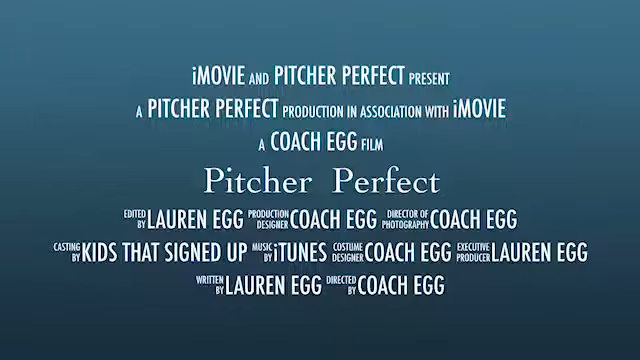 iMOVIE AND PITCHER PERFECT PRESENT
A PITCHER PERFECT PRODUCTION IN ASSOCIATION WITH iMOVIE
A COACH EGG FILM
Pitcher Perfect
EDITED BY LAUREN EGG PRODUCTION DESIGNER COACH EGG DIRECTOR OF PHOTOGRAPHY COACH EGG
CASTING BY KIDS THAT SIGNED UP MUSIC BY iTUNES COSTUME DESIGNER COACH EGG EXECUTIVE PRODUCER LAUREN EGG
WRITTEN BY LAUREN EGG DIRECTED BY COACH EGG